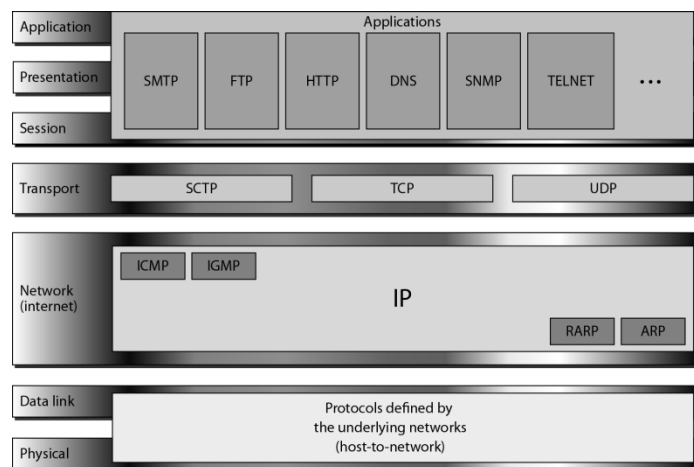 Application
Applications
Presentation
SMTP
FTP
HTTP
DNS
SNMP
TELNET
...
Session
Transport
SCTP
TCP
UDP
Network
(internet)
ICMP
IGMP
IP
RARP
ARP
Data link
Protocols defined by
the underlying networks
(host-to-network)
Physical